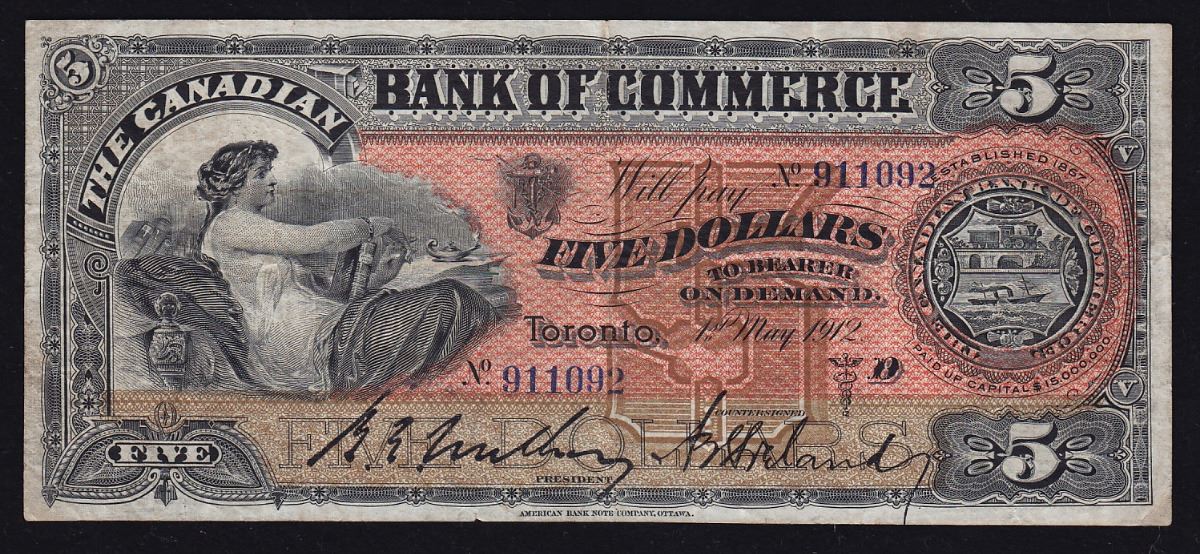 5
THE CANADIAN
BANK OF COMMERCE
5
V
Will pay
Nº 911092
ESTABLISHED 1867
FIVE DOLLARS
TO BEARER
ON DEMAND.
Toronto, 1st May 1912
Nº 911092
D
PAID UP CAPITAL $15,000,000.
V
COUNTERSIGNED
FIVE
FIVE DOLLARS
5
PRESIDENT
AMERICAN BANK NOTE COMPANY, OTTAWA.